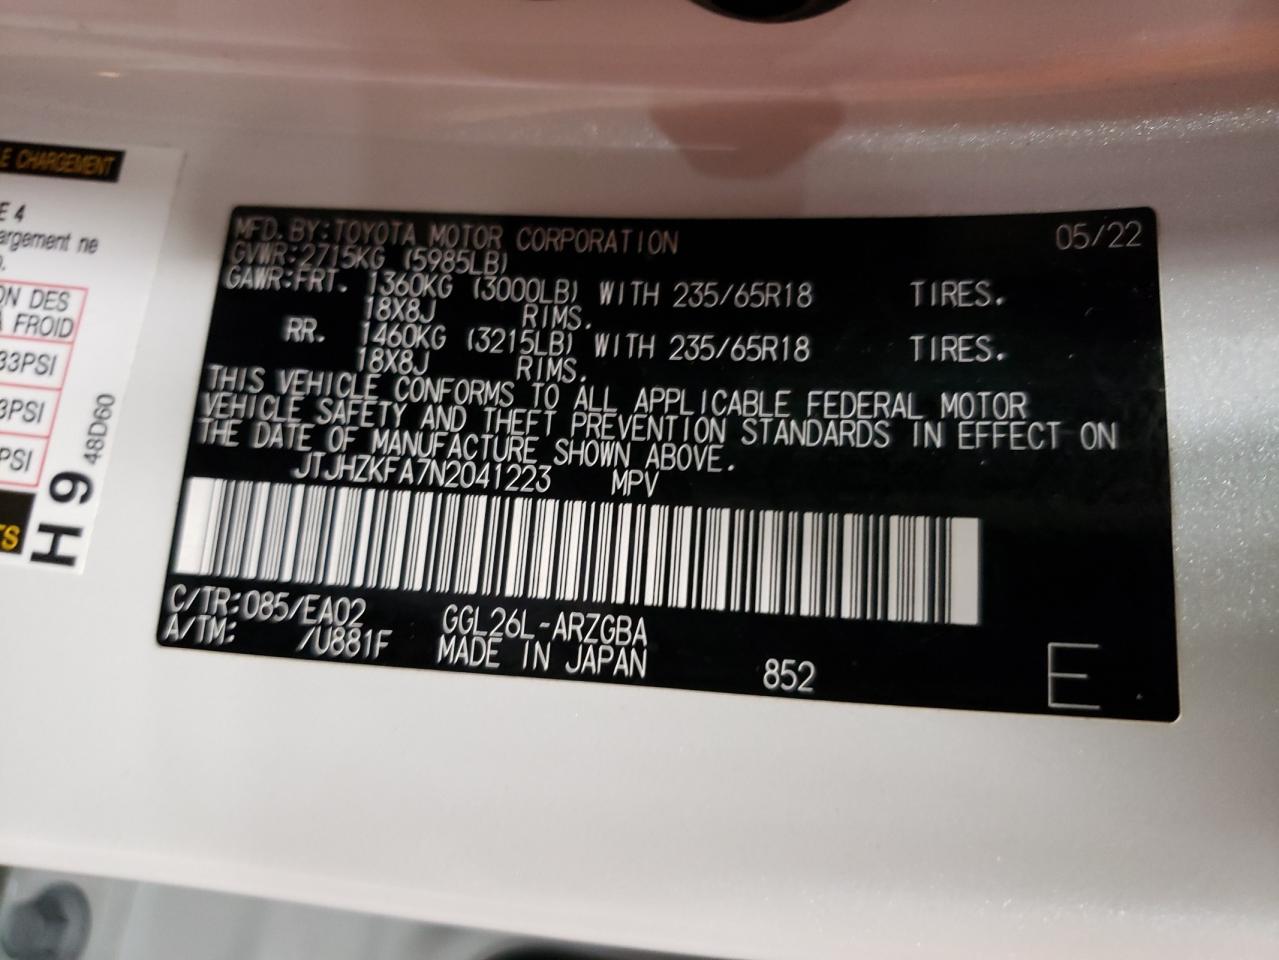 LE CHARGEMENT
E 4
argement ne
ON DES
À FROID
33PSI
3PSI
PSI
48D60
H 9
TS
MFD. BY:TOYOTA MOTOR CORPORATION 05/22
GVWR:2715KG (5985LB)
GAWR:FRT. 1360KG (3000LB) WITH 235/65R18 TIRES.
18X8J RIMS.
RR. 1460KG (3215LB) WITH 235/65R18 TIRES.
18X8J RIMS.
THIS VEHICLE CONFORMS TO ALL APPLICABLE FEDERAL MOTOR
VEHICLE SAFETY AND THEFT PREVENTION STANDARDS IN EFFECT ON
THE DATE OF MANUFACTURE SHOWN ABOVE.
JTJHZKFA7N2041223 MPV
C/TR:085/EA02 GGL26L-ARZGBA
A/TM: /U881F MADE IN JAPAN 852 E